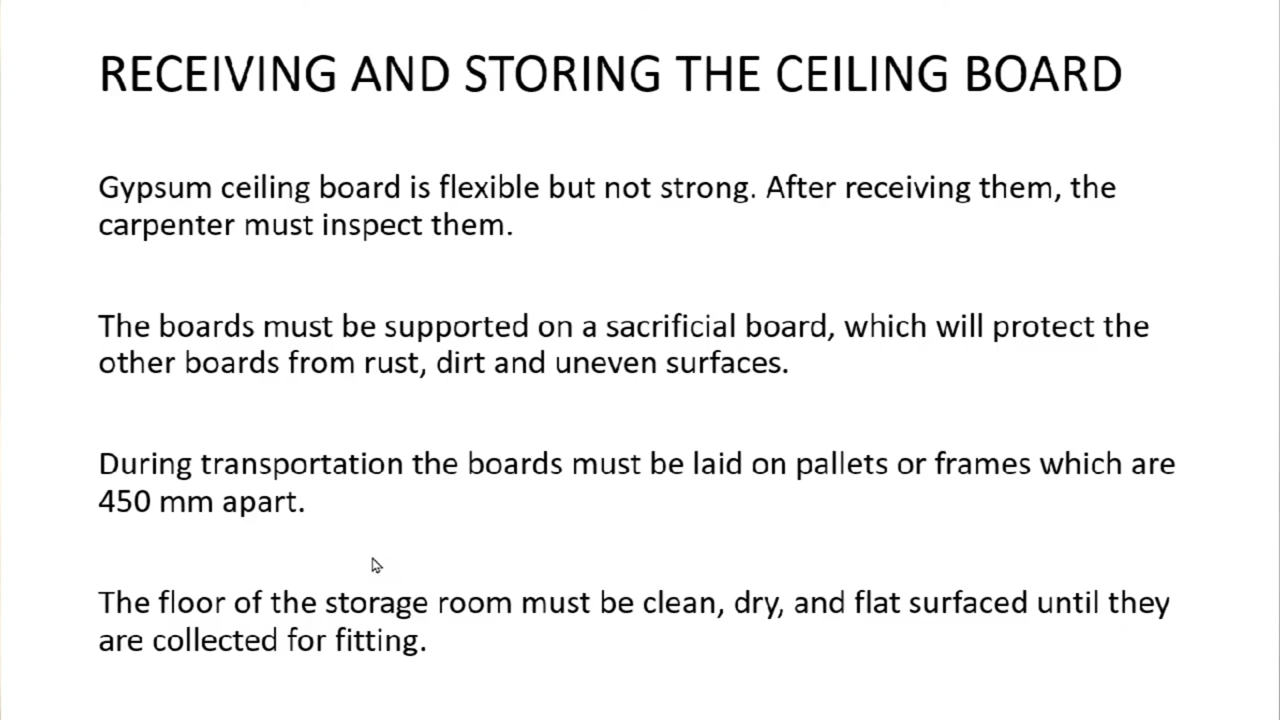 RECEIVING AND STORING THE CEILING BOARD
Gypsum ceiling board is flexible but not strong. After receiving them, the
carpenter must inspect them.
The boards must be supported on a sacrificial board, which will protect the
other boards from rust, dirt and uneven surfaces.
During transportation the boards must be laid on pallets or frames which are
450 mm apart.
The floor of the storage room must be clean, dry, and flat surfaced until they
are collected for fitting.